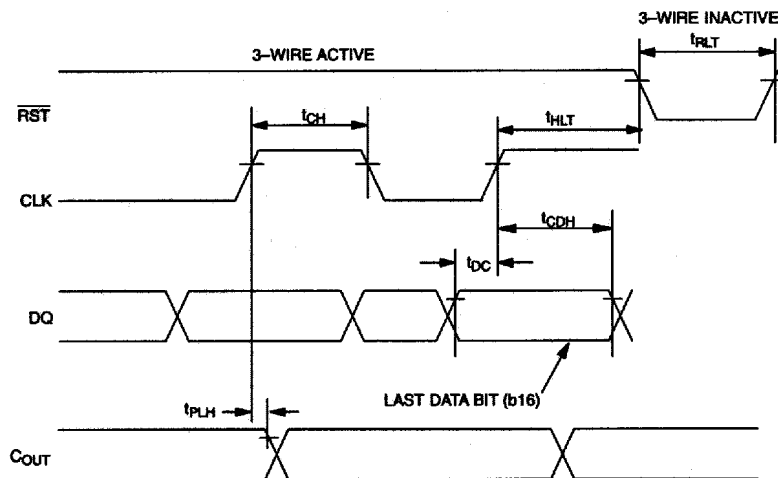 3–WIRE INACTIVE
3–WIRE ACTIVE
tRLT
RST
tCH
tHLT
CLK
tCDH
tDC
DQ
LAST DATA BIT (b16)
tPLH
COUT